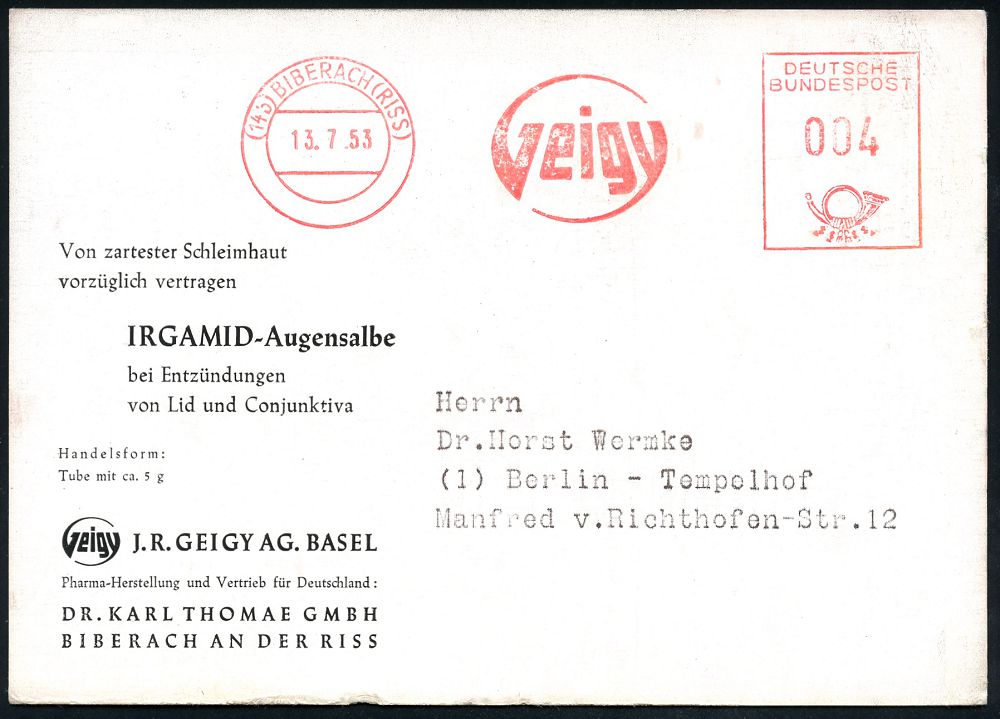 (14b) BIBERACH (RISS)
13.7.53
Geigy
DEUTSCHE
BUNDESPOST
004
Von zartester Schleimhaut
vorzüglich vertragen
IRGAMID-Augensalbe
bei Entzündungen
von Lid und Conjunktiva
Handelsform:
Tube mit ca. 5 g
Geigy J. R. GEIGY AG. BASEL
Pharma-Herstellung und Vertrieb für Deutschland:
DR. KARL THOMAE GMBH
BIBERACH AN DER RISS
Herrn
Dr.Horst Wermke
(1) Berlin - Tempelhof
Manfred v.Richthofen-Str.12